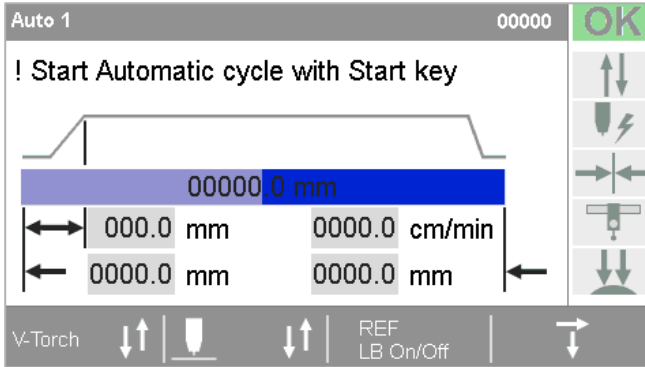 Auto 1 00000 OK
! Start Automatic cycle with Start key
00000.0 mm
000.0 mm 0000.0 cm/min
0000.0 mm 0000.0 mm
V-Torch REF
LB On/Off